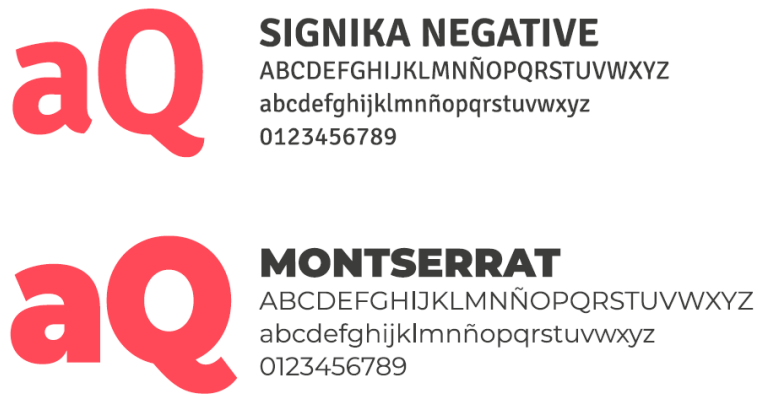 aQ
SIGNIKA NEGATIVE
ABCDEFGHIJKLMNÑOPQRSTUVWXYZ
abcdefghijklmnñopqrstuvwxyz
0123456789
aQ
MONTSERRAT
ABCDEFGHIJKLMNÑOPQRSTUVWXYZ
abcdefghijklmnñopqrstuvwxyz
0123456789